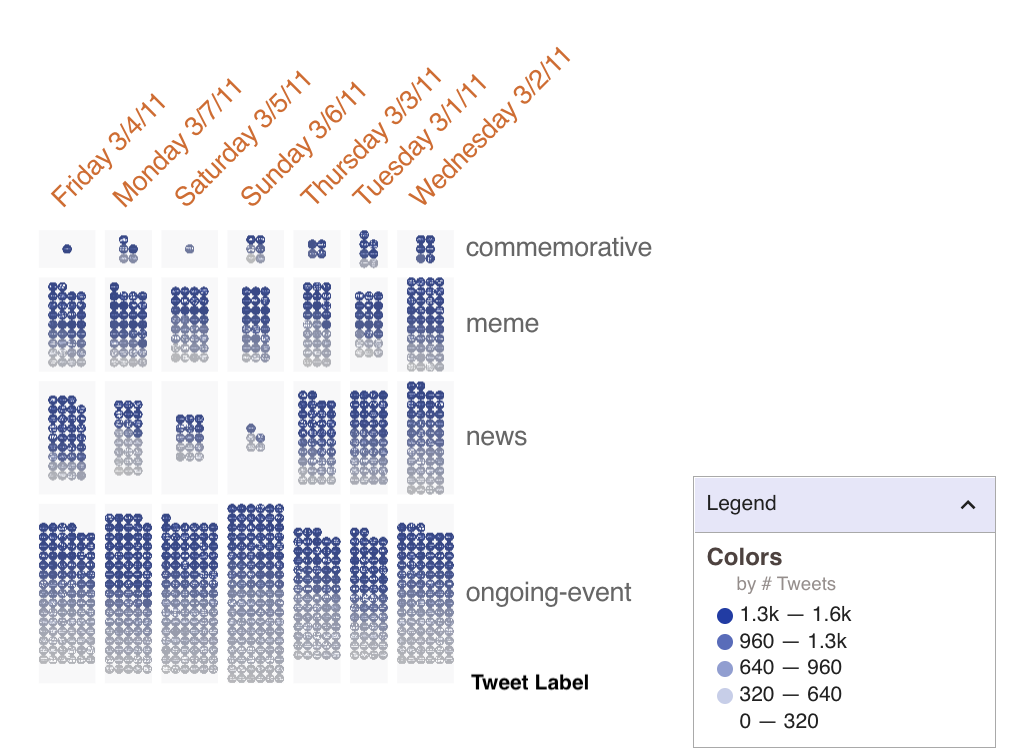 Friday 3/4/11
Monday 3/7/11
Saturday 3/5/11
Sunday 3/6/11
Thursday 3/3/11
Tuesday 3/1/11
Wednesday 3/2/11
commemorative
meme
news
ongoing-event
Tweet Label
Legend
Colors
by # Tweets
1.3k — 1.6k
960 — 1.3k
640 — 960
320 — 640
0 — 320